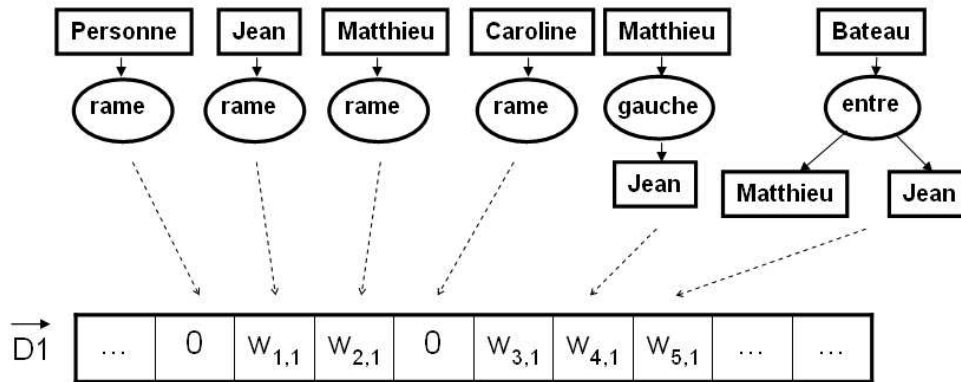 Personne Jean Matthieu Caroline Matthieu Bateau
rame rame rame rame gauche entre
Jean Matthieu Jean
D1 ... 0 w1,1 w2,1 0 w3,1 w4,1 w5,1 ... ...